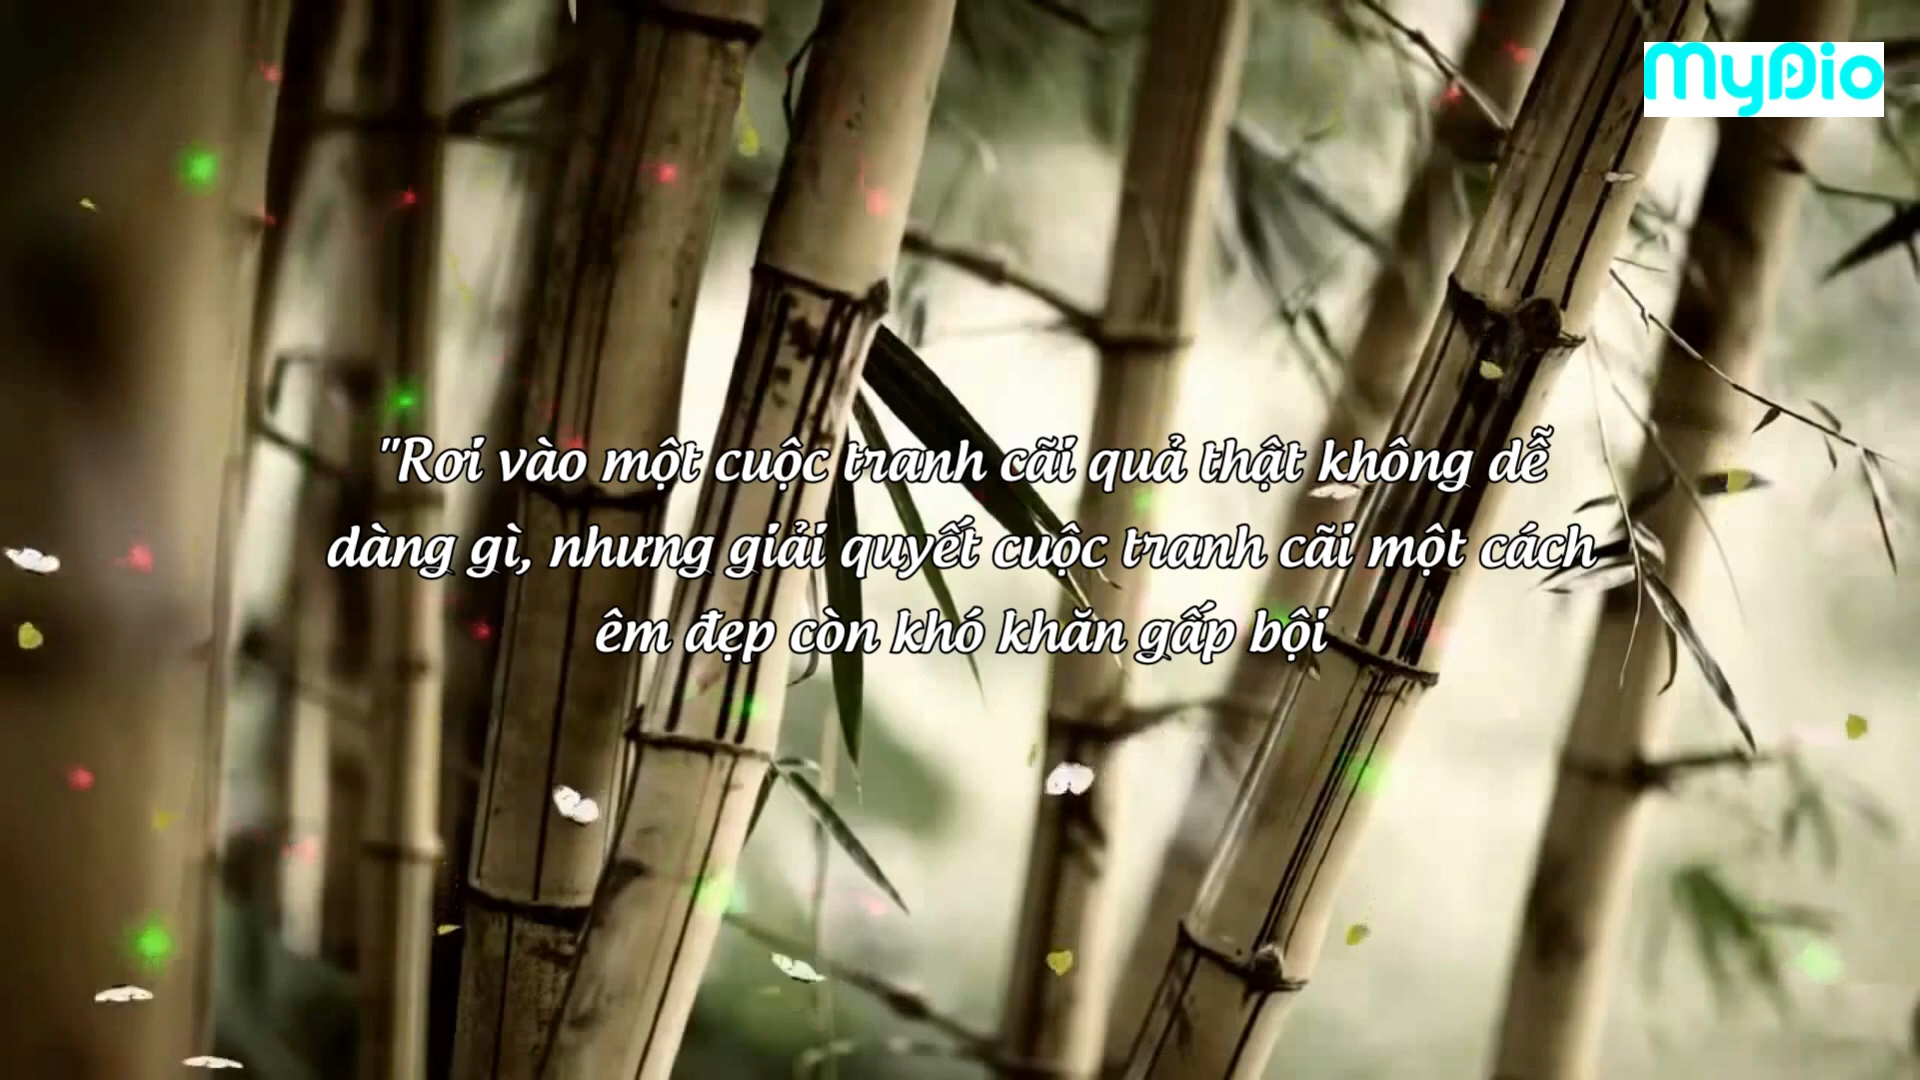 MyDio
"Rơi vào một cuộc tranh cãi quả thật không dễ
dàng gì, nhưng giải quyết cuộc tranh cãi một cách
êm đẹp còn khó khăn gấp bội